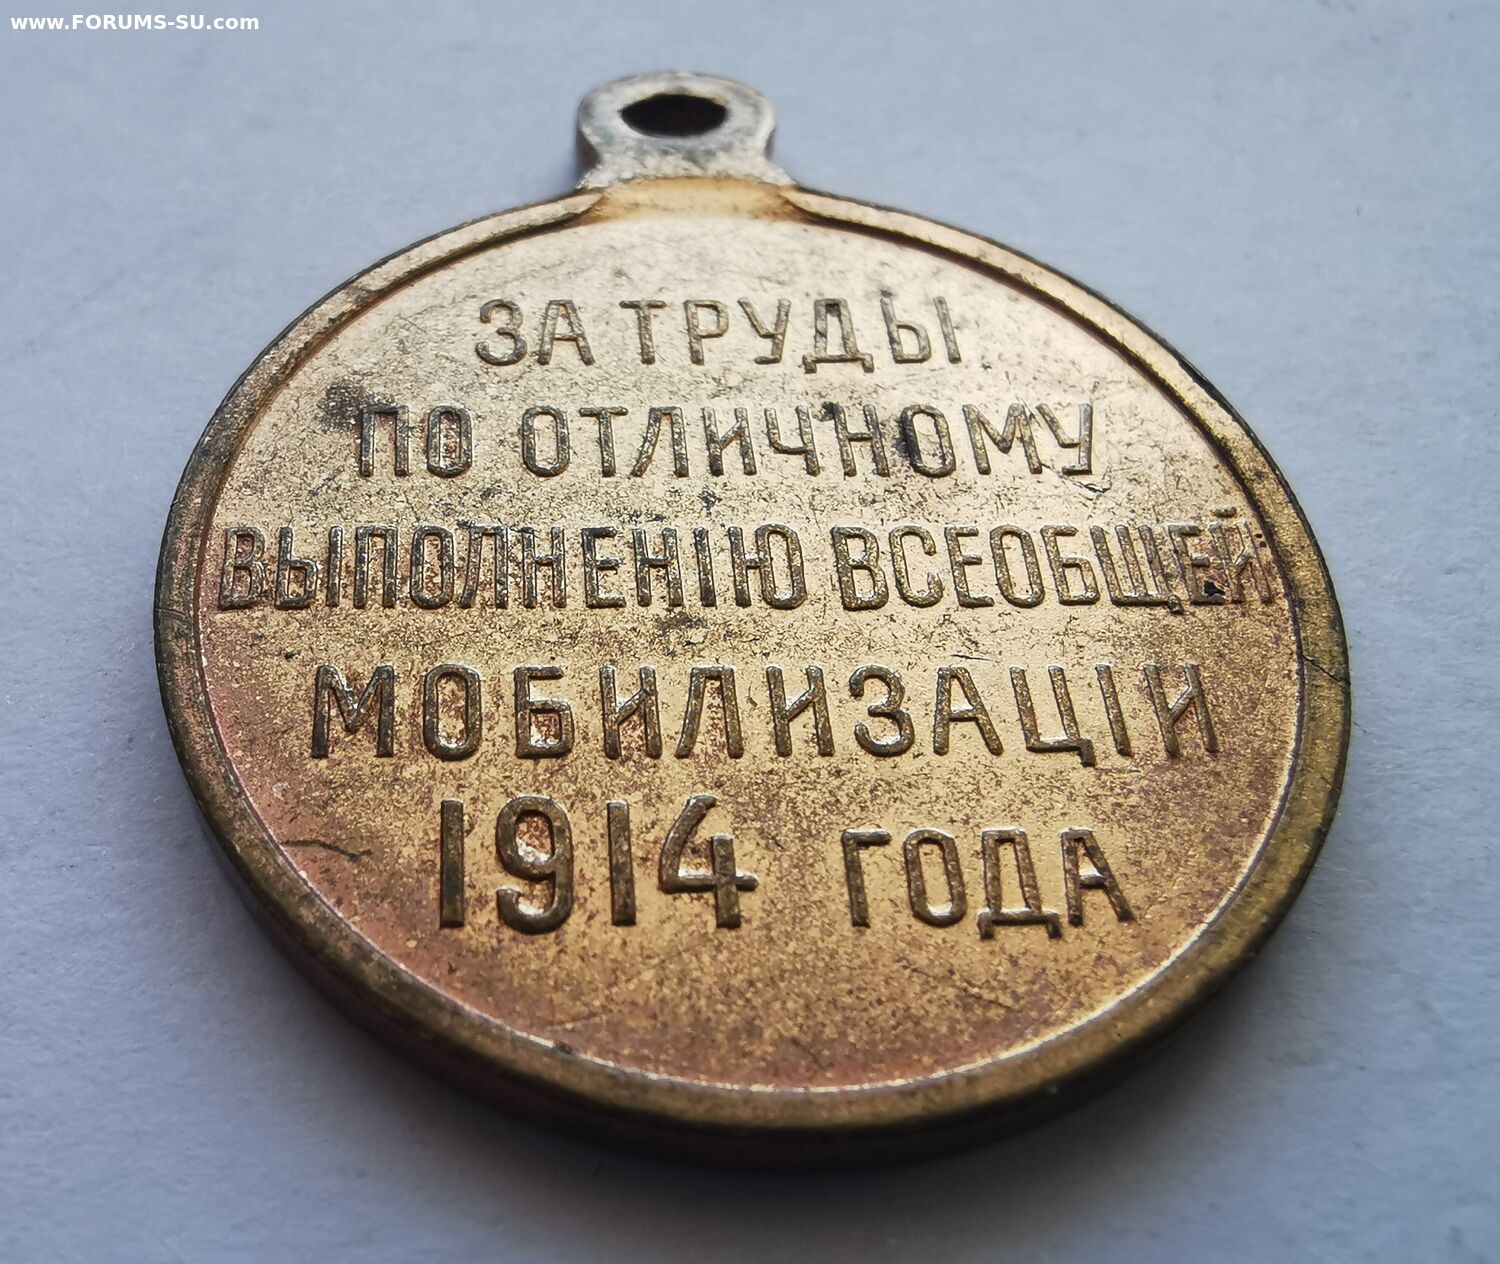 www.FORUMS-SU.com
ЗА ТРУДЫ
ПО ОТЛИЧНОМУ
ВЫПОЛНЕНІЮ ВСЕОБЩЕЙ
МОБИЛИЗАЦІИ
1914 ГОДА